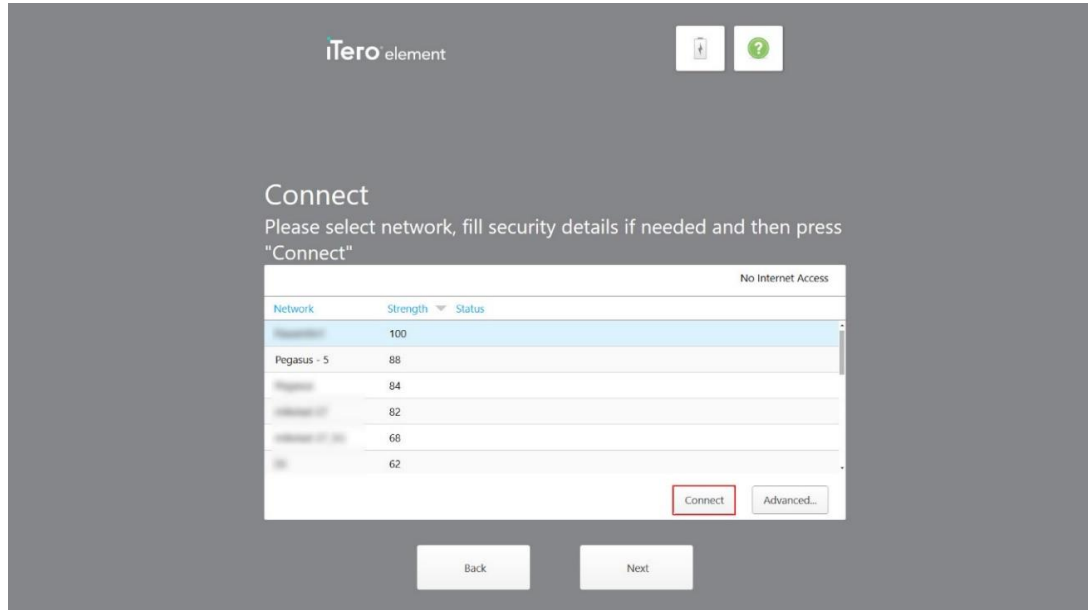 iTero element
?
Connect
Please select network, fill security details if needed and then press
"Connect"
No Internet Access
Network Strength Status
100
Pegasus - 5 88
84
82
68
62
Connect Advanced...
Back Next